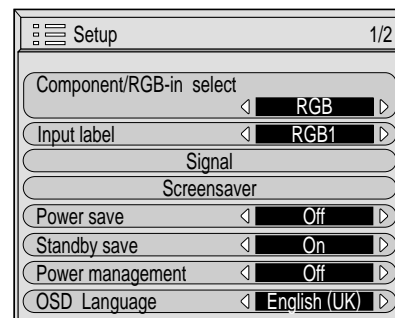 Setup 1/2
Component/RGB-in select
RGB
Input label RGB1
Signal
Screensaver
Power save Off
Standby save On
Power management Off
OSD Language English (UK)